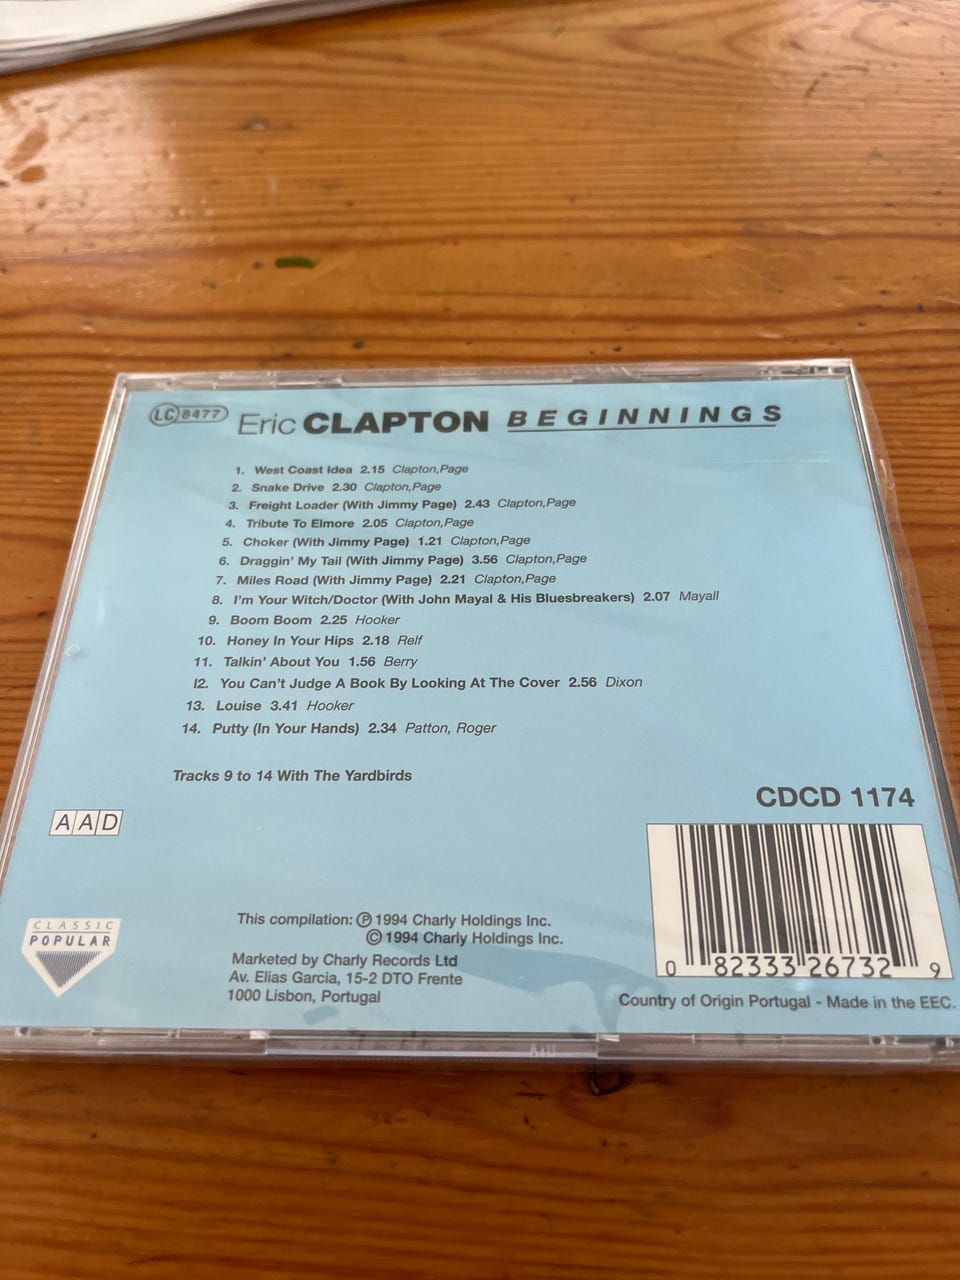 LC 8477 Eric CLAPTON BEGINNINGS
1. West Coast Idea 2.15 Clapton,Page
2. Snake Drive 2.30 Clapton,Page
3. Freight Loader (With Jimmy Page) 2.43 Clapton,Page
4. Tribute To Elmore 2.05 Clapton,Page
5. Choker (With Jimmy Page) 1.21 Clapton,Page
6. Draggin' My Tail (With Jimmy Page) 3.56 Clapton,Page
7. Miles Road (With Jimmy Page) 2.21 Clapton,Page
8. I'm Your Witch/Doctor (With John Mayal & His Bluesbreakers) 2.07 Mayall
9. Boom Boom 2.25 Hooker
10. Honey In Your Hips 2.18 Relf
11. Talkin' About You 1.56 Berry
12. You Can't Judge A Book By Looking At The Cover 2.56 Dixon
13. Louise 3.41 Hooker
14. Putty (In Your Hands) 2.34 Patton, Roger
Tracks 9 to 14 With The Yardbirds
CDCD 1174
AAD
CLASSIC
POPULAR
This compilation: ℗ 1994 Charly Holdings Inc.
© 1994 Charly Holdings Inc.
Marketed by Charly Records Ltd
Av. Elias Garcia, 15-2 DTO Frente
1000 Lisbon, Portugal
0 82333 26732 9
Country of Origin Portugal - Made in the EEC.